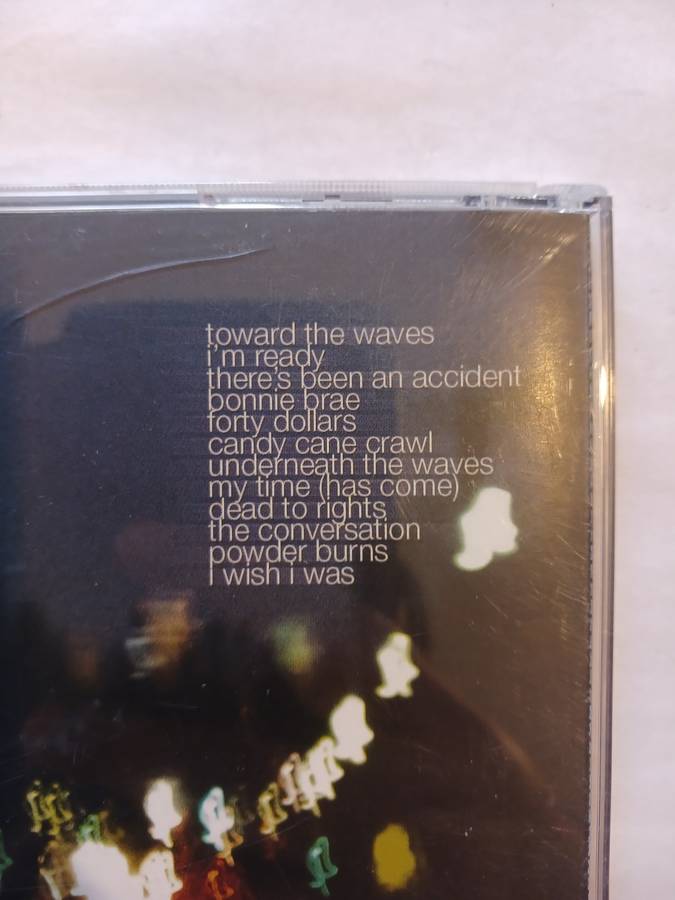 toward the waves
i'm ready
there's been an accident
bonnie brae
forty dollars
candy cane crawl
underneath the waves
my time (has come)
dead to rights
the conversation
powder burns
i wish i was